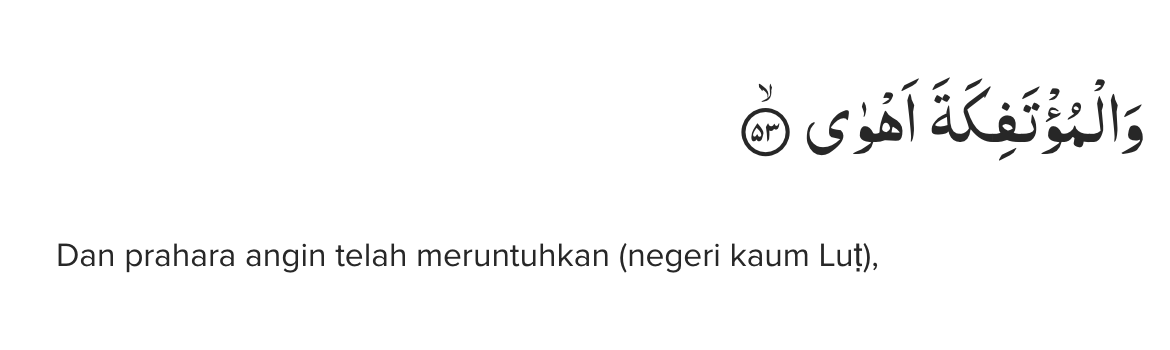 وَالْمُؤْتَفِكَةَ اَهْوٰىۙ ۝٥٣
Dan prahara angin telah meruntuhkan (negeri kaum Luṭ),